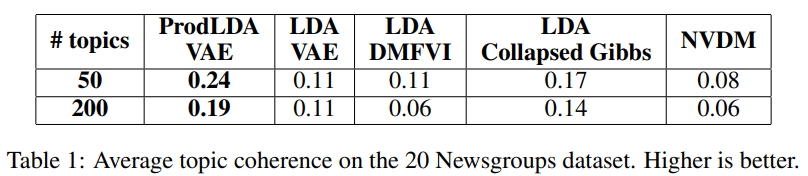 # topics ProdLDA VAE LDA VAE LDA DMFVI LDA Collapsed Gibbs NVDM
50 0.24 0.11 0.11 0.17 0.08
200 0.19 0.11 0.06 0.14 0.06
Table 1: Average topic coherence on the 20 Newsgroups dataset. Higher is better.